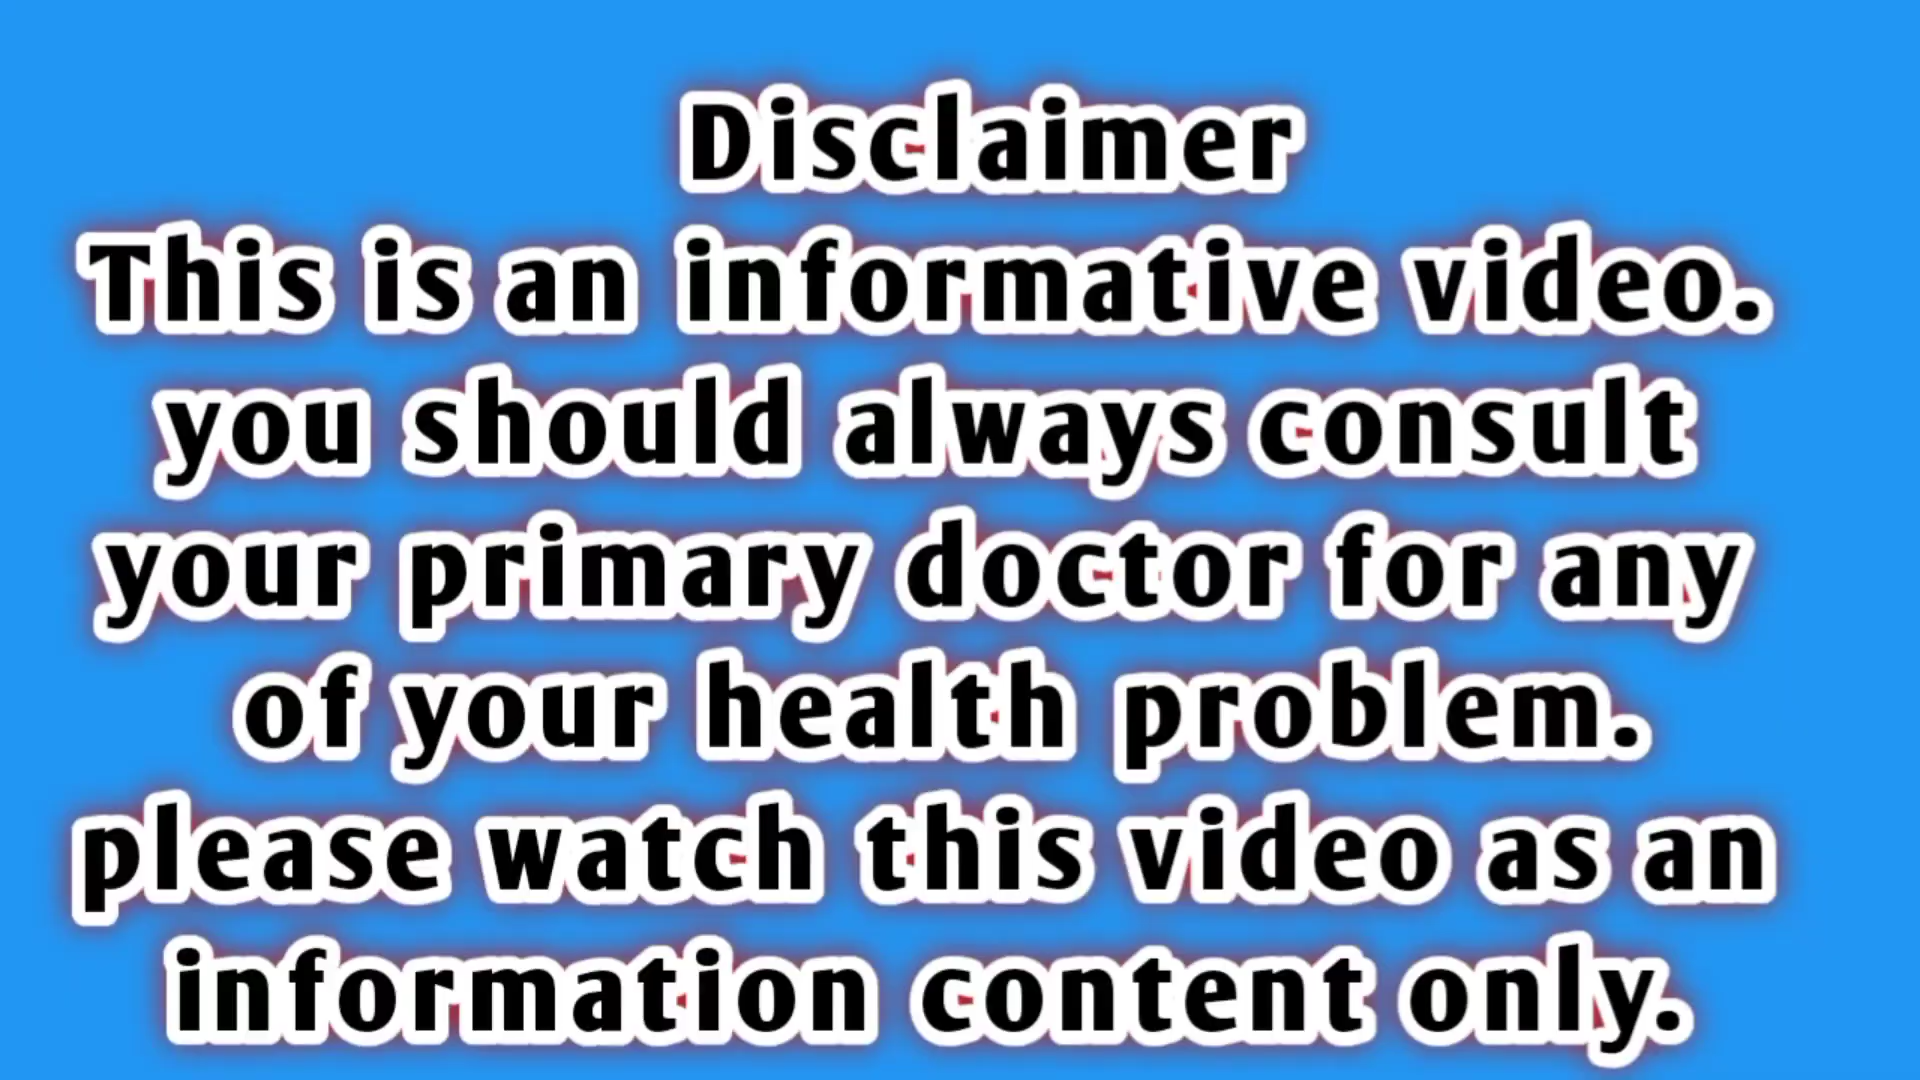 Disclaimer
This is an informative video.
you should always consult
your primary doctor for any
of your health problem.
please watch this video as an
information content only.